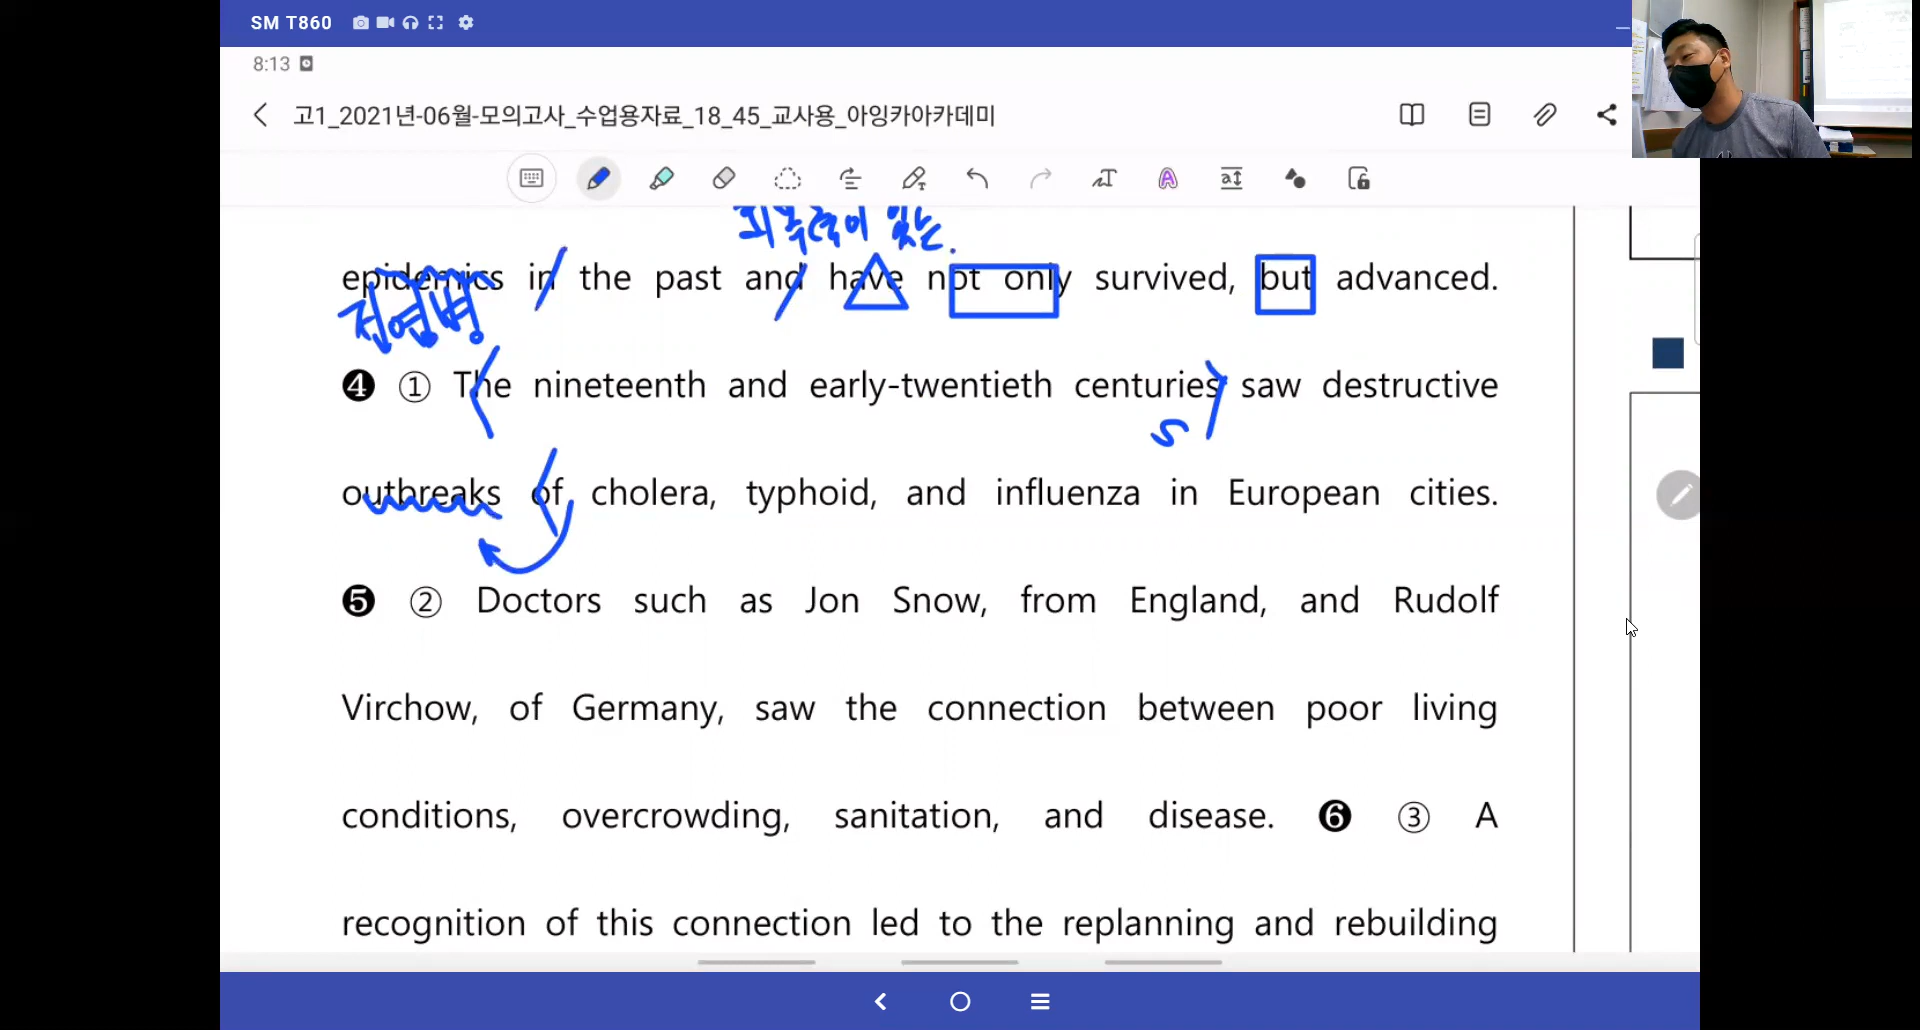 SM T860
8:13
고1_2021년-06월-모의고사_수업용자료_18_45_교사용_아잉카아카데미
회복력이 있는.
epidemics in the past and have not only survived, but advanced.
전염병
❹ ① The nineteenth and early-twentieth centuries saw destructive
S
outbreaks of cholera, typhoid, and influenza in European cities.
❺ ② Doctors such as Jon Snow, from England, and Rudolf
Virchow, of Germany, saw the connection between poor living
conditions, overcrowding, sanitation, and disease. ❻ ③ A
recognition of this connection led to the replanning and rebuilding